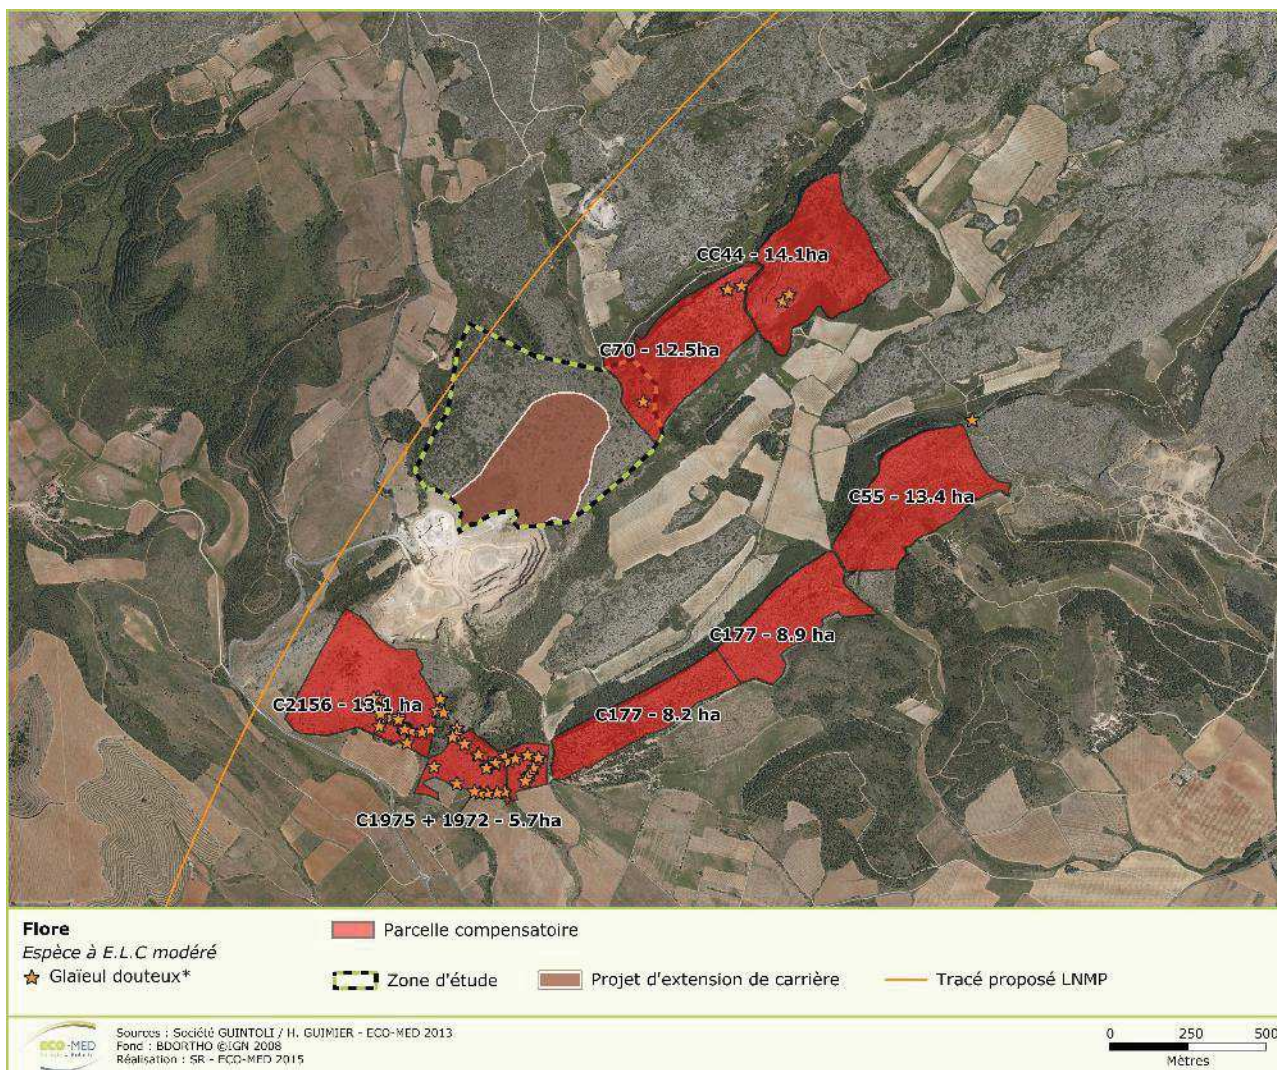 CC44 - 14.1ha
C70 - 12.5ha
C55 - 13.4 ha
C177 - 8.9 ha
C2156 - 13.1 ha
C177 - 8.2 ha
C1975 + 1972 - 5.7ha
Flore
Espèce à E.L.C modéré
Glaïeul douteux*
Parcelle compensatoire
Zone d'étude
Projet d'extension de carrière
Tracé proposé LNMP
ECO-MED
Sources : Société GUINTOLI / H. GUIMIER - ECO-MED 2013
Fond : BDORTHO ©IGN 2008
Réalisation : SR - ECO-MED 2015
0 250 500
Mètres